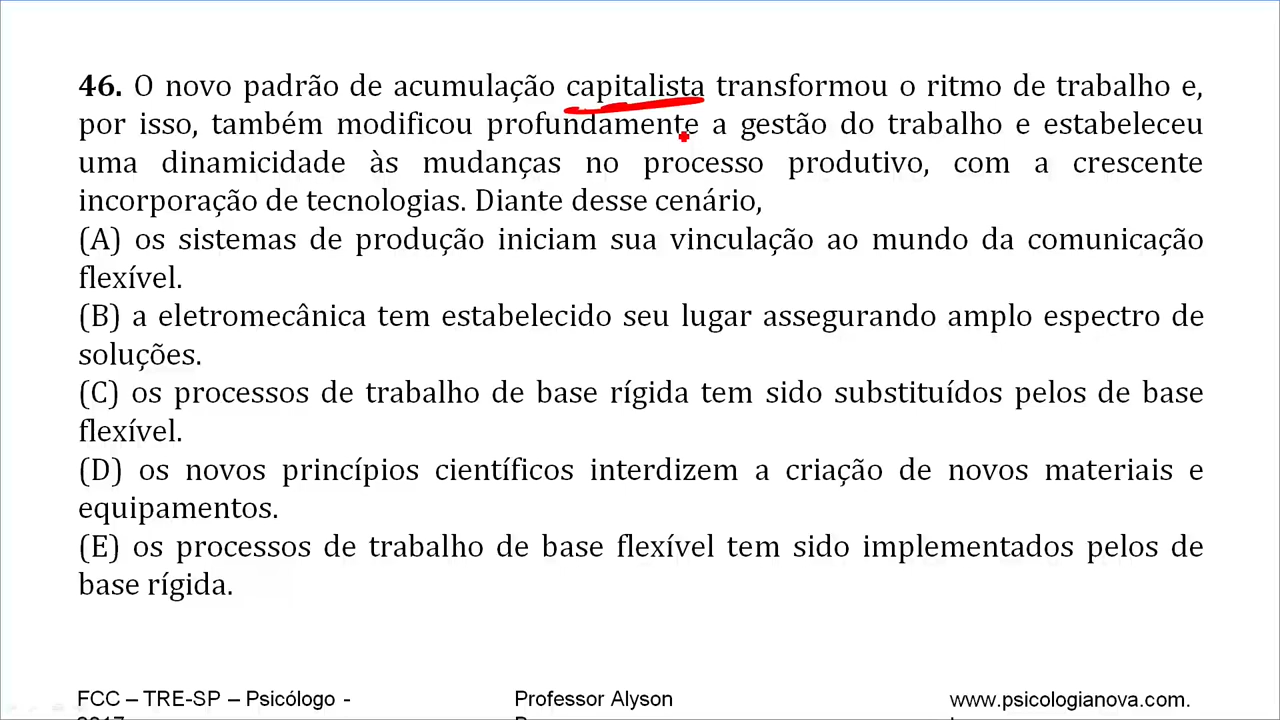 46. O novo padrão de acumulação capitalista transformou o ritmo de trabalho e,
por isso, também modificou profundamente a gestão do trabalho e estabeleceu
uma dinamicidade às mudanças no processo produtivo, com a crescente
incorporação de tecnologias. Diante desse cenário,
(A) os sistemas de produção iniciam sua vinculação ao mundo da comunicação
flexível.
(B) a eletromecânica tem estabelecido seu lugar assegurando amplo espectro de
soluções.
(C) os processos de trabalho de base rígida tem sido substituídos pelos de base
flexível.
(D) os novos princípios científicos interdizem a criação de novos materiais e
equipamentos.
(E) os processos de trabalho de base flexível tem sido implementados pelos de
base rígida.
FCC – TRE-SP – Psicólogo -
Professor Alyson
www.psicologianova.com.